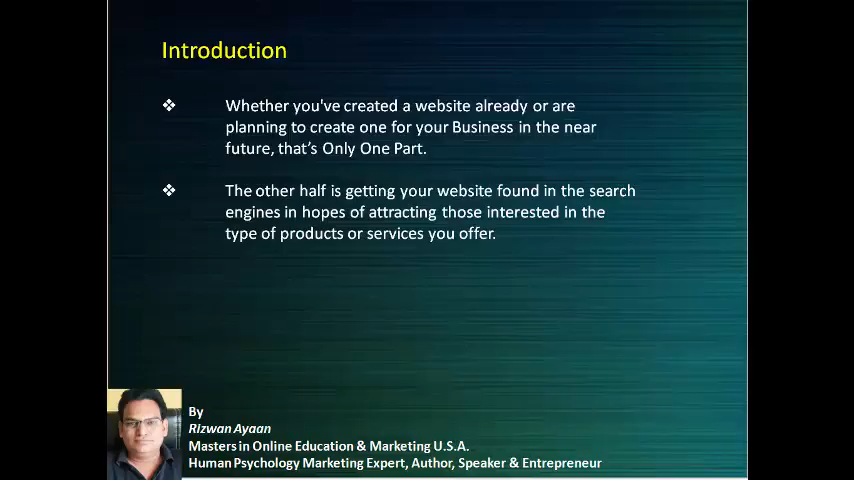 Introduction
❖ Whether you've created a website already or are
planning to create one for your Business in the near
future, that's Only One Part.
❖ The other half is getting your website found in the search
engines in hopes of attracting those interested in the
type of products or services you offer.
By
Rizwan Ayaan
Masters in Online Education & Marketing U.S.A.
Human Psychology Marketing Expert, Author, Speaker & Entrepreneur